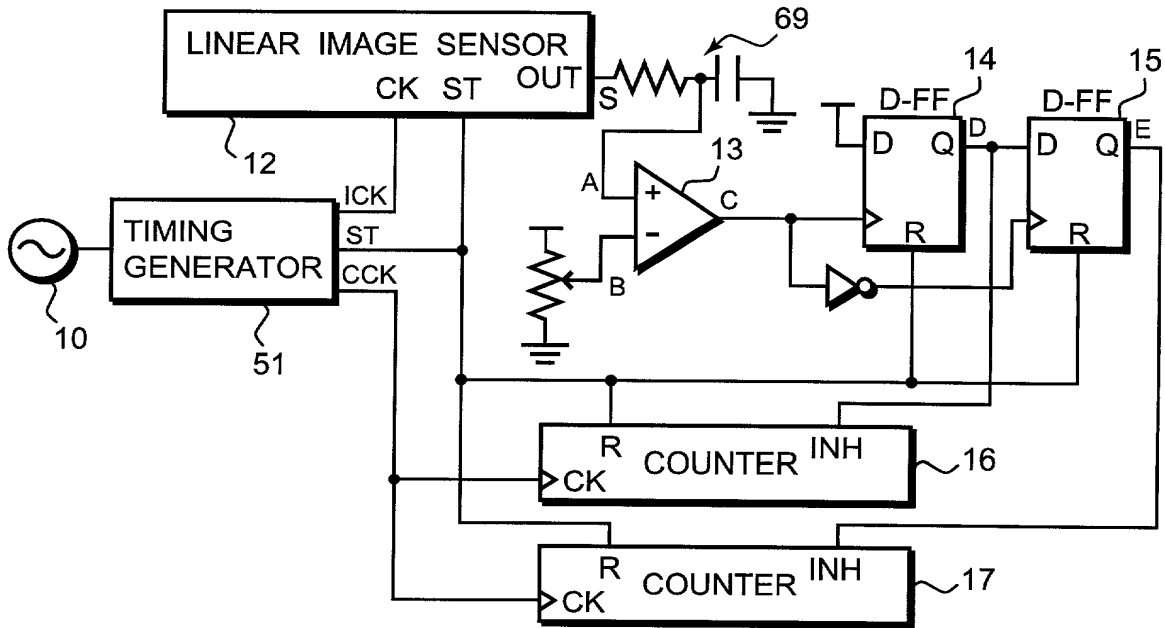 LINEAR IMAGE SENSOR
OUT
CK ST
12
S
69
14
15
D-FF
D-FF
D
E
D Q
R
D Q
R
13
A
+
-
B
C
ICK
ST
CCK
TIMING
GENERATOR
10
51
R
INH
CK
COUNTER
16
R
INH
CK
COUNTER
17